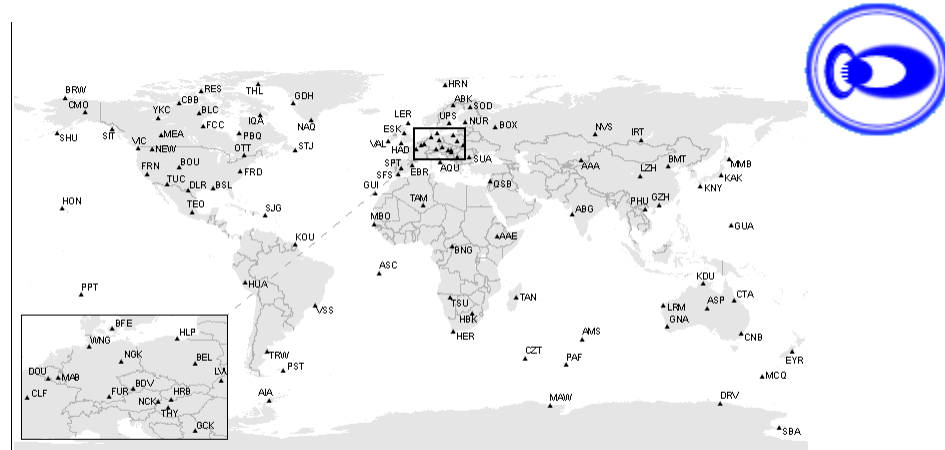 HRN
THL
RES
BRW
CBB
GDH
CMO
ABK
SOD
YKC
BLC
IQA
LER
UPS
NUR
NAQ
FCC
BOX
NVS
IRT
SHU
SIT
MEA
PBQ
ESK
VIC
NEW
OTT
STJ
VAL
HAD
SUA
BMT
MMB
BOU
SPT
AQU
AAA
FRN
FRD
SFS
EBR
LZH
KAK
TUC
DLR
BSL
GUI
QSB
KNY
HON
TEO
SJG
TAM
PHU
GZH
ABG
MBO
GUA
KOU
AAE
BNG
ASC
KDU
HUA
PPT
TSU
TAN
CTA
VSS
LRM
ASP
HBK
GNA
HER
AMS
CNB
TRW
CZT
PAF
EYR
PST
MCQ
AIA
MAW
DRV
SBA
BFE
HLP
WNG
NGK
BEL
DOU
MAB
BDV
CLF
FUR
NCK
HRB
THY
GCK